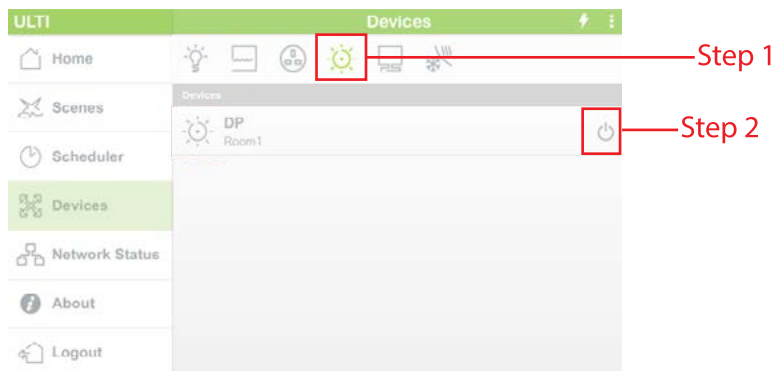 ULTI
Devices
Home
Scenes
Scheduler
Devices
Network Status
About
Logout
Devices
DP
Room1
Step 1
Step 2